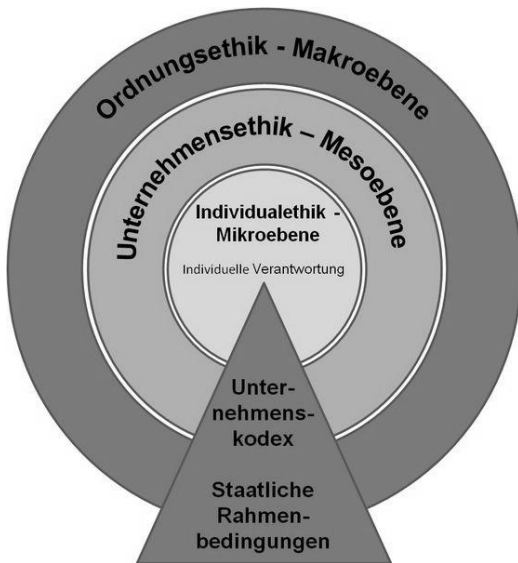 Ordnungsethik - Makroebene
Unternehmensethik – Mesoebene
Individualethik -
Mikroebene
Individuelle Verantwortung
Unter-
nehmens-
kodex
Staatliche
Rahmen-
bedingungen